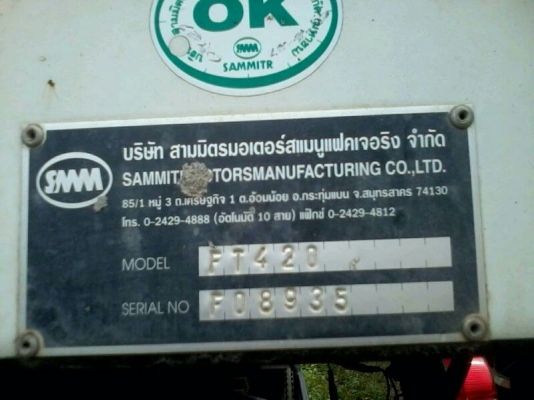 OK
SMM
SAMMITR
บริษัท สามมิตรมอเตอร์สแมนูแฟคเจอริง จำกัด
SMM
CO.,LTD.
85/1 หมู่ 3 ถ.เศรษฐกิจ 1 ต.อ้อมน้อย อ.กระทุ่มแบน จ.สมุทรสาคร 74130
โทร. 0-2429-4888 (อัตโนมัติ 10 สาย) แฟ็กซ์ 0-2429-4812
MODEL FT420
SERIAL NO F08935